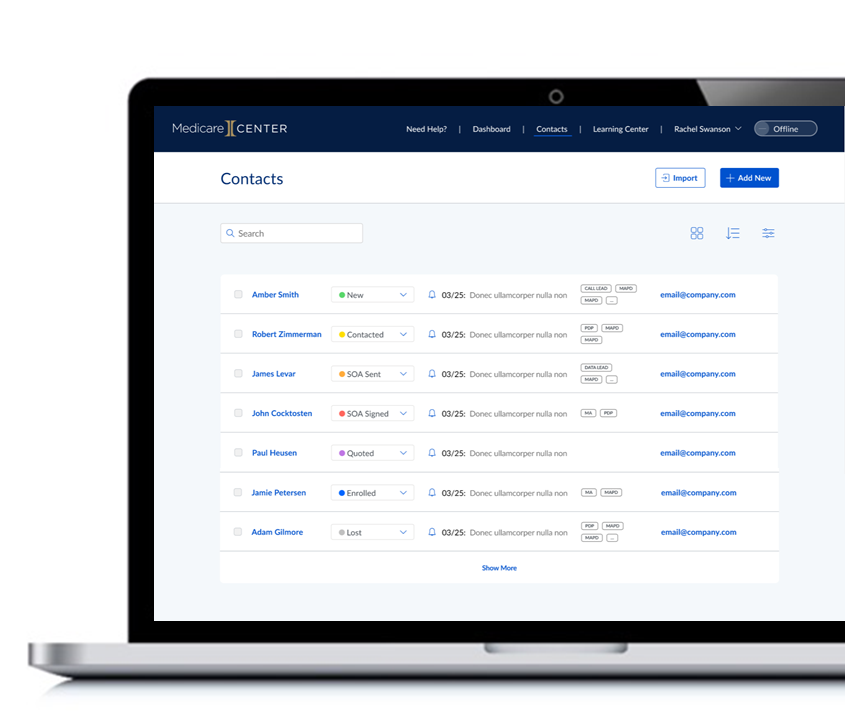 MedicareCENTER
Need Help? | Dashboard | Contacts | Learning Center | Rachel Swanson Offline
Contacts
Import
Add New
Search
Amber Smith New 03/25: Donec ullamcorper nulla non CALL LEAD MAPD email@company.com
MAPD ...
Robert Zimmerman Contacted 03/25: Donec ullamcorper nulla non PDP MAPD email@company.com
MAPD
James Levar SOA Sent 03/25: Donec ullamcorper nulla non DATA LEAD email@company.com
MAPD ...
John Cocktosten SOA Signed 03/25: Donec ullamcorper nulla non MA PDP email@company.com
Paul Heusen Quoted 03/25: Donec ullamcorper nulla non email@company.com
Jamie Petersen Enrolled 03/25: Donec ullamcorper nulla non MA MAPD email@company.com
Adam Gilmore Lost 03/25: Donec ullamcorper nulla non PDP MAPD email@company.com
MAPD ...
Show More